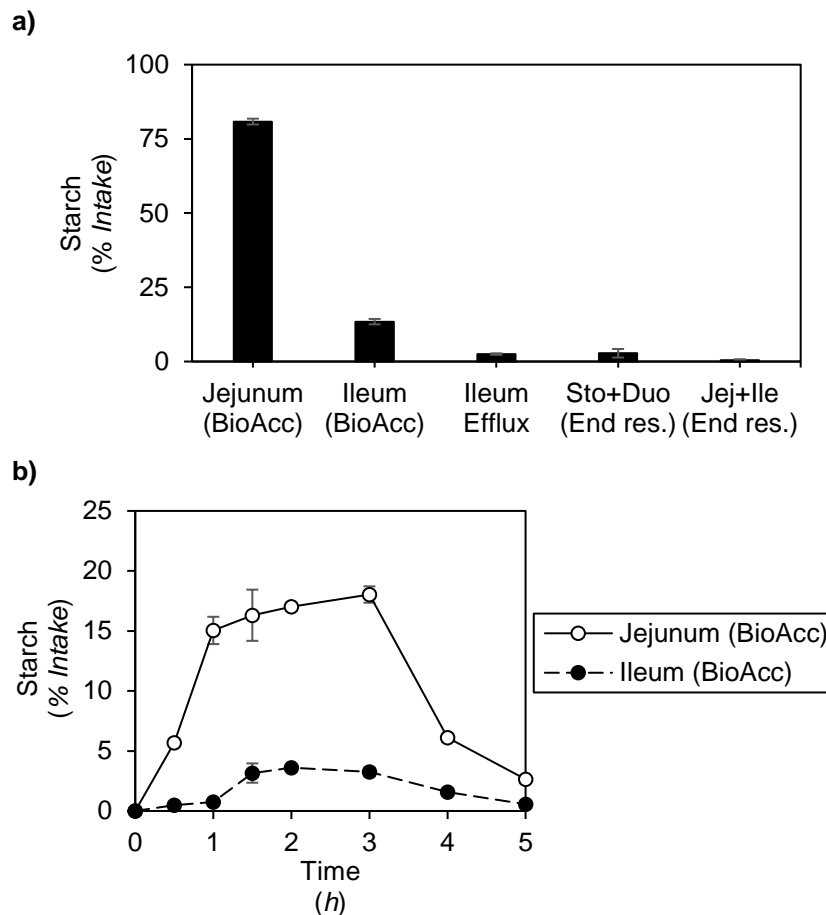 a)
100
75
50
25
0
Starch
(% Intake)
Jejunum
(BioAcc)
Ileum
(BioAcc)
Ileum
Efflux
Sto+Duo
(End res.)
Jej+Ile
(End res.)
b)
25
20
15
10
5
0
Starch
(% Intake)
0 1 2 3 4 5
Time
(h)
Jejunum (BioAcc)
Ileum (BioAcc)